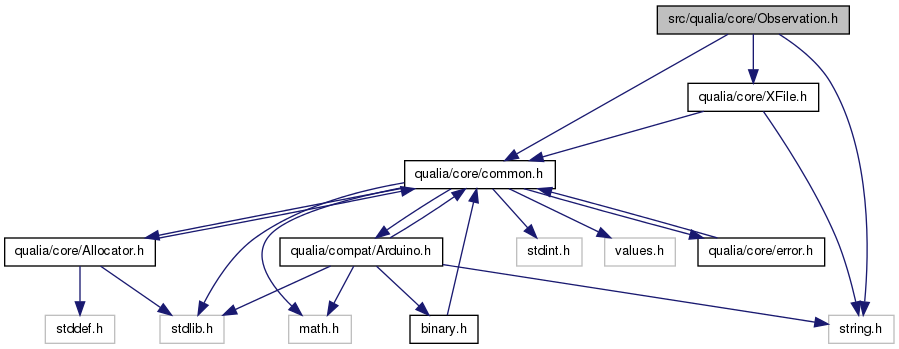 src/qualia/core/Observation.h
qualia/core/XFile.h
qualia/core/common.h
qualia/core/Allocator.h
qualia/compat/Arduino.h
stdint.h
values.h
qualia/core/error.h
stddef.h
stdlib.h
math.h
binary.h
string.h